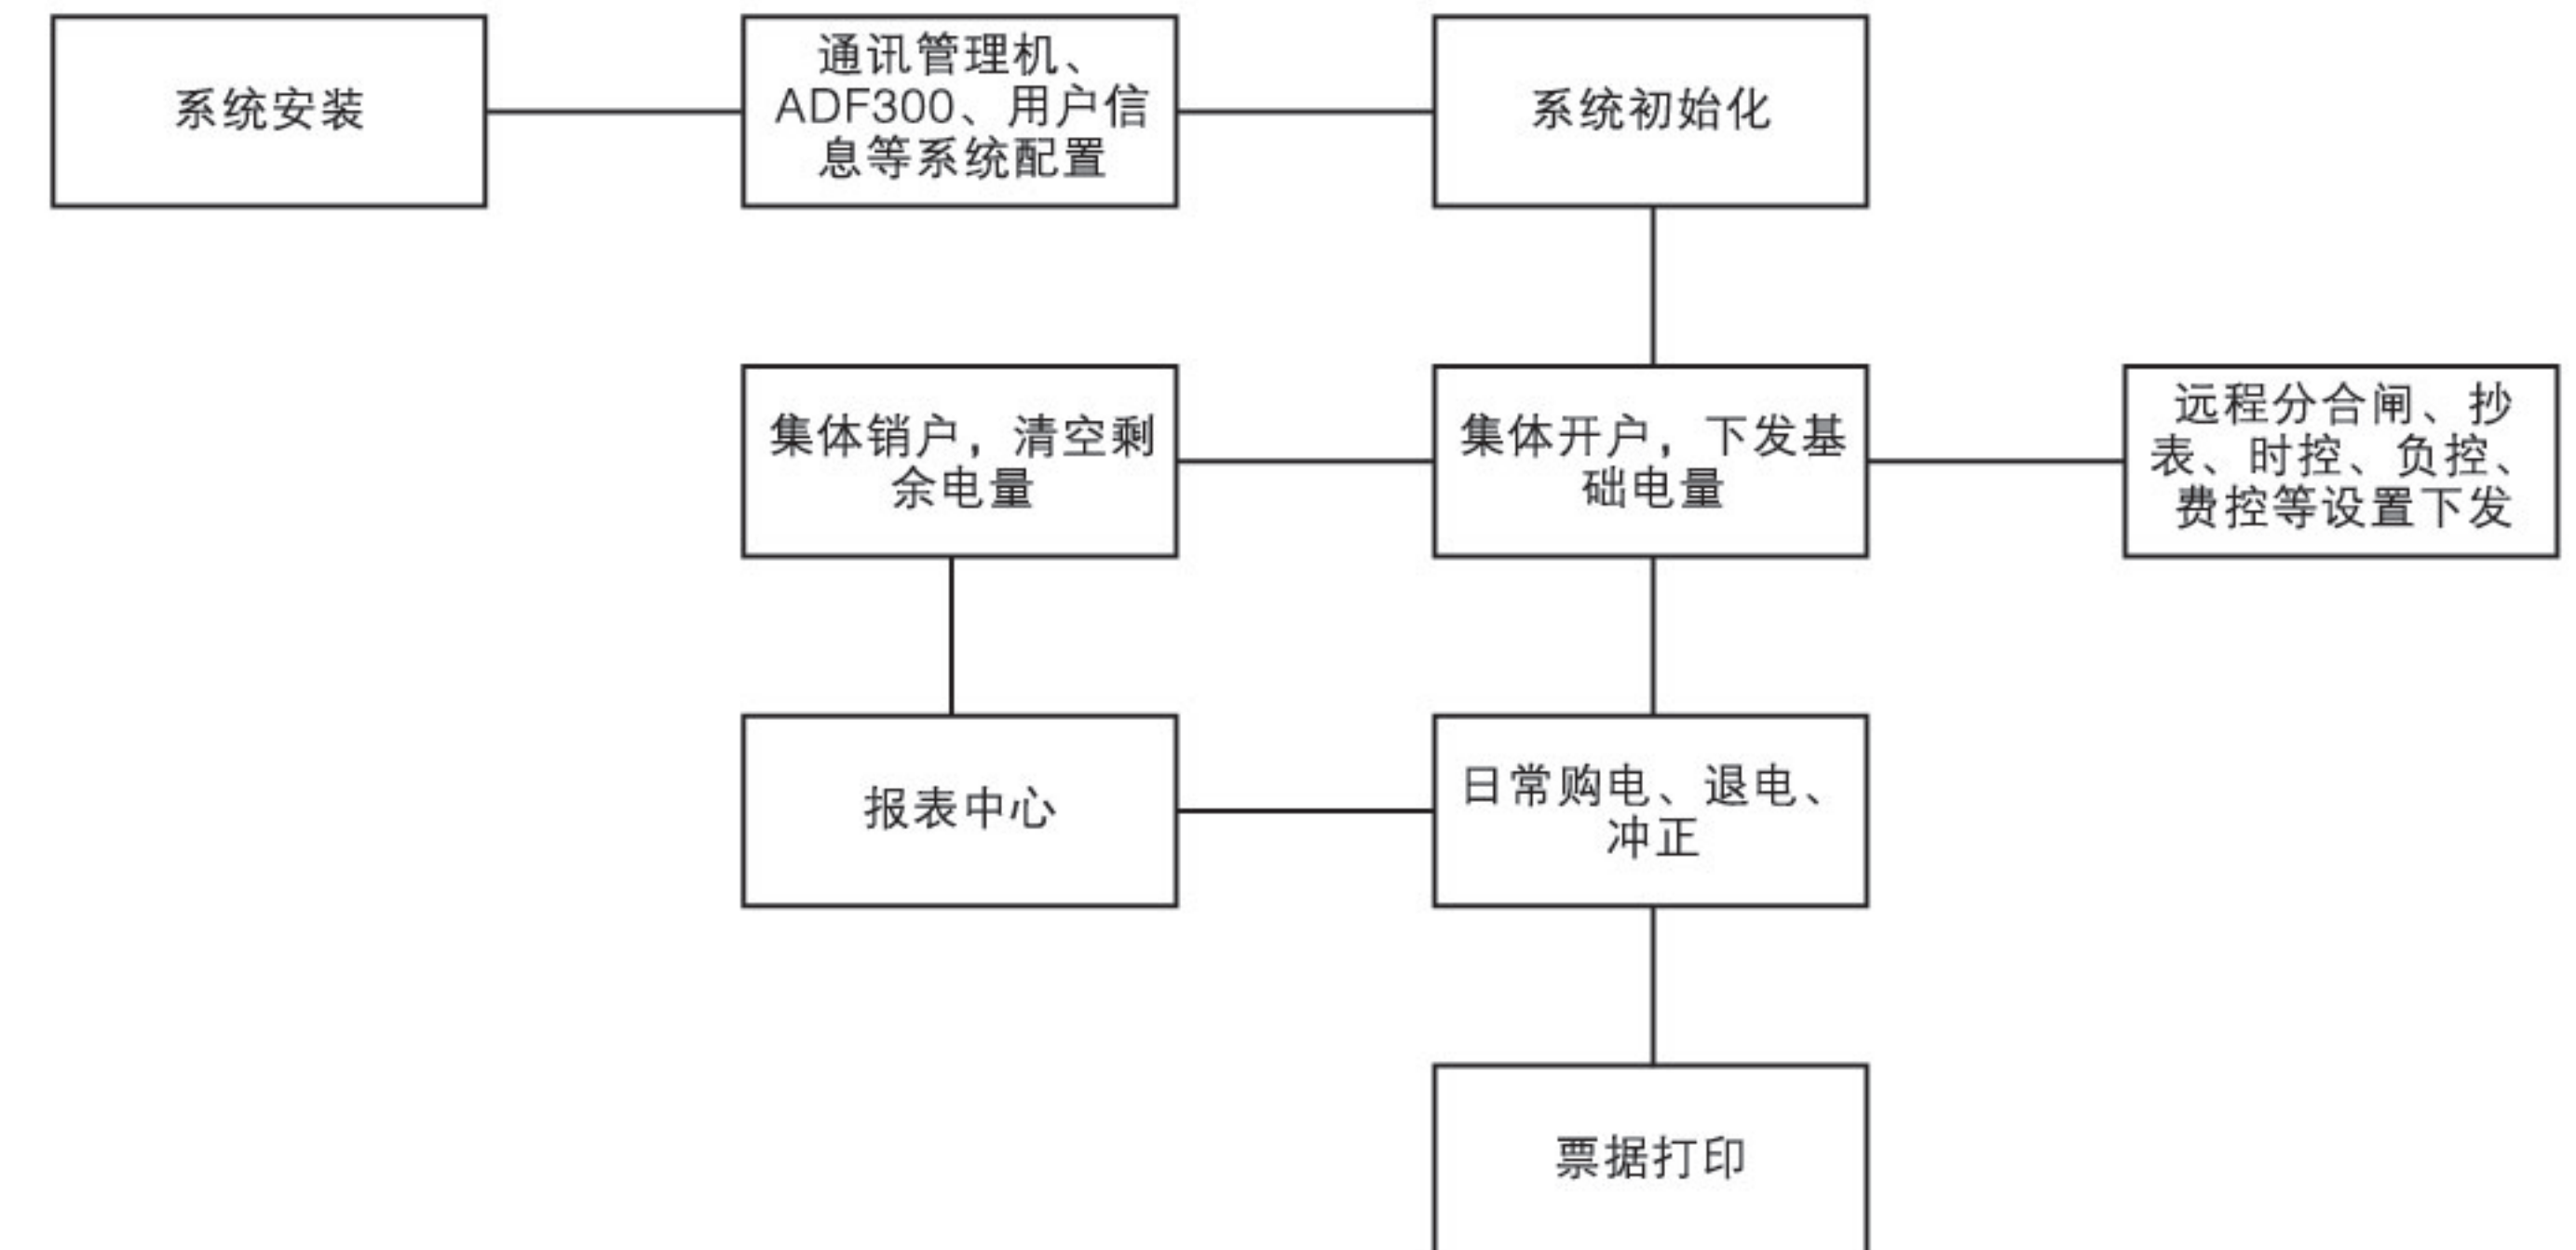 系统安装
通讯管理机、
ADF300、用户信
息等系统配置
系统初始化
集体销户，清空剩
余电量
集体开户，下发基
础电量
远程分合闸、抄
表、时控、负控、
费控等设置下发
报表中心
日常购电、退电、
冲正
票据打印